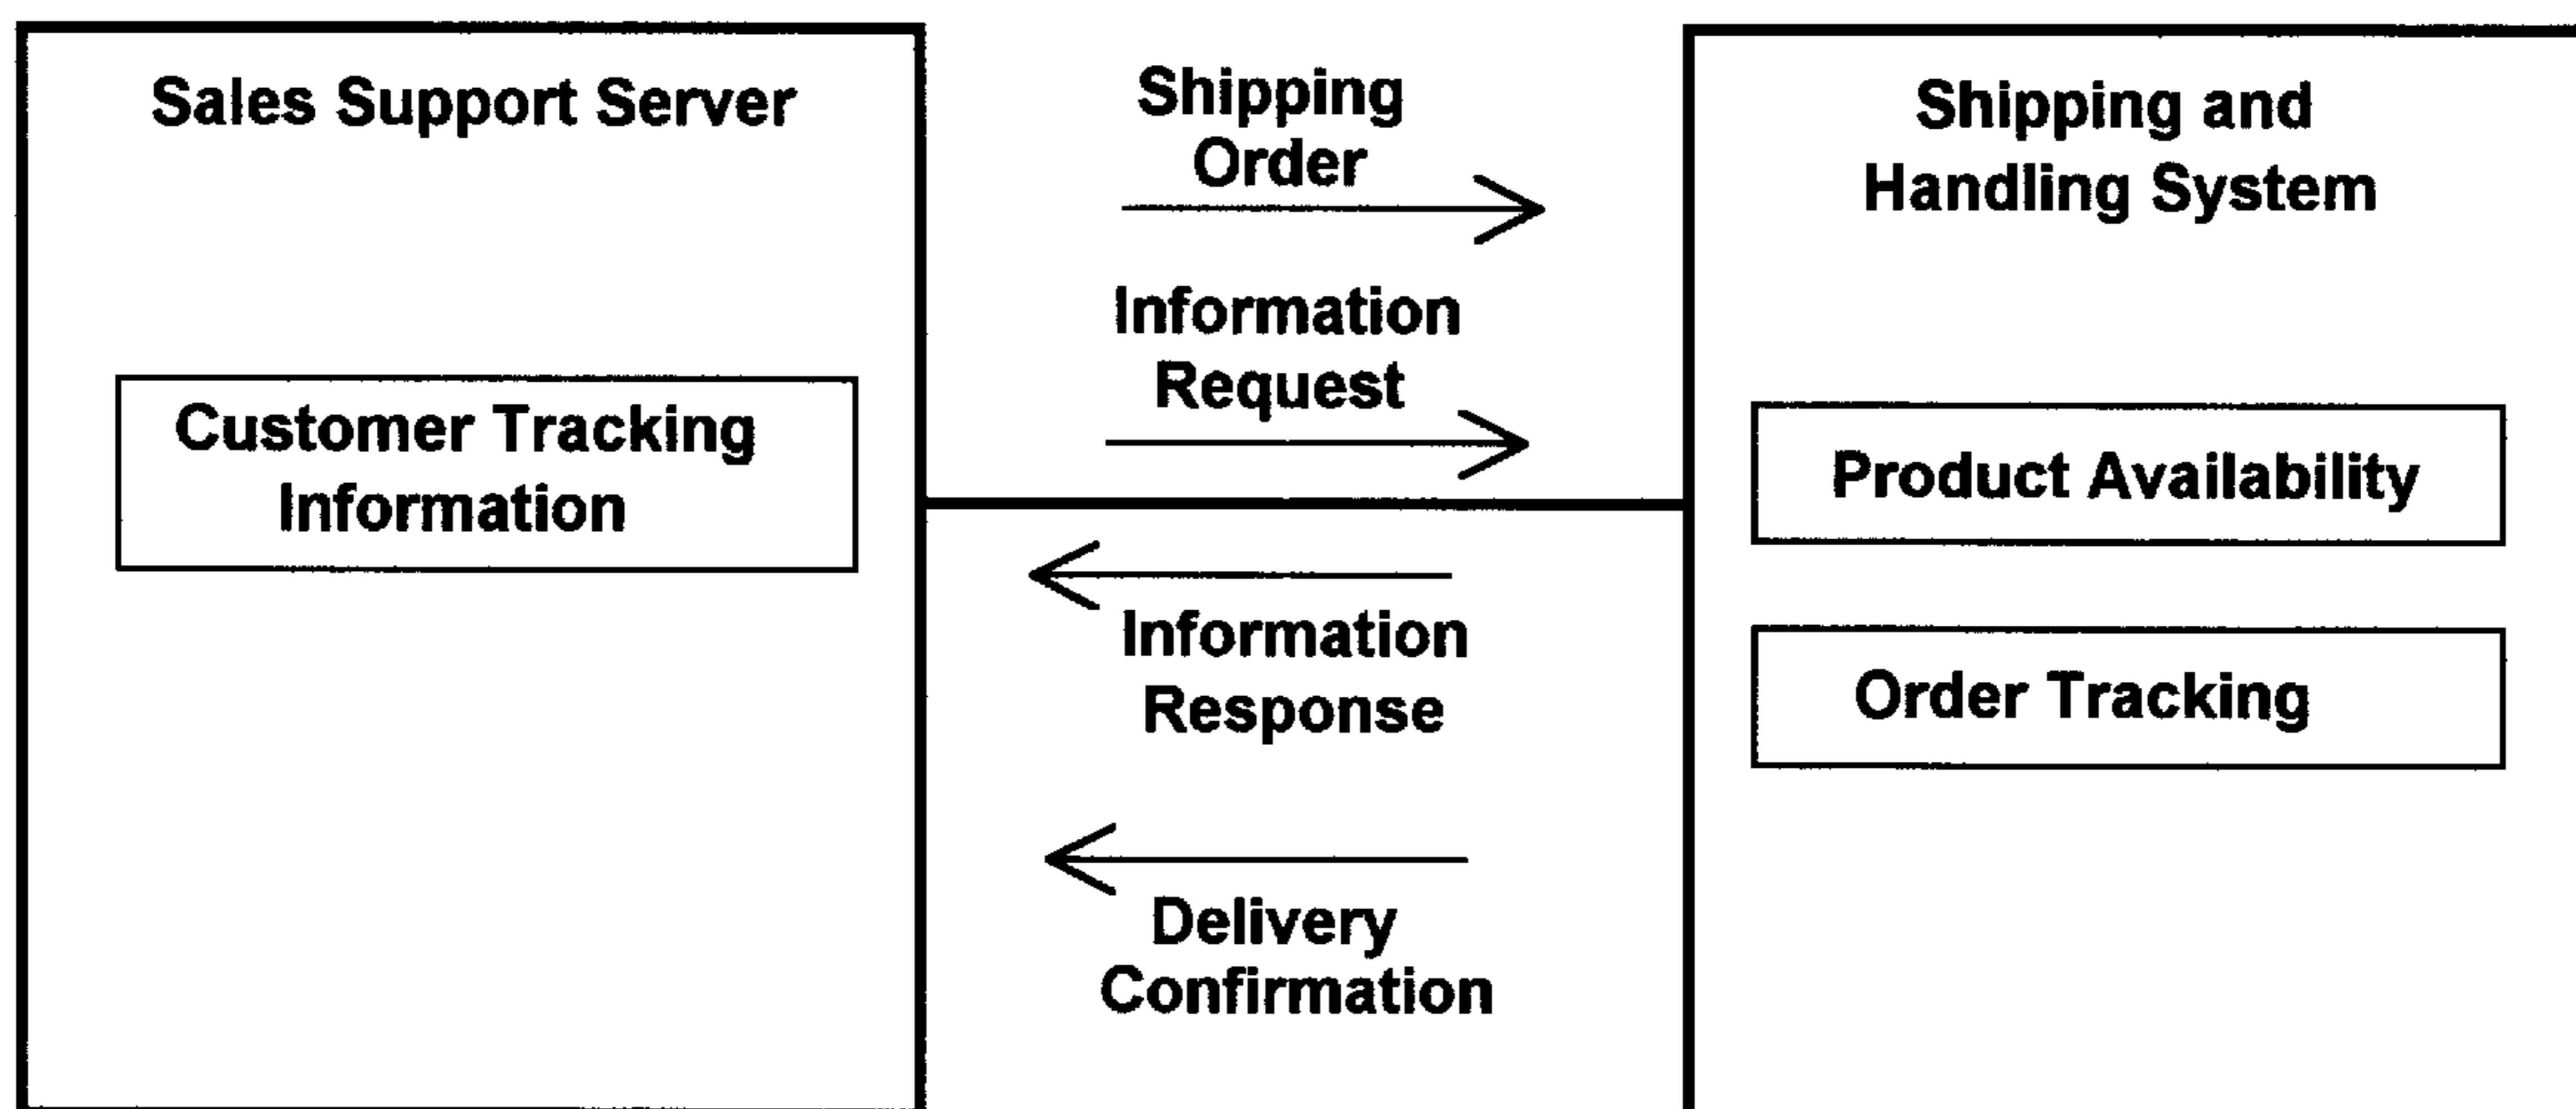 Sales Support Server
Customer Tracking
Information
Shipping
Order
Information
Request
Information
Response
Delivery
Confirmation
Shipping and
Handling System
Product Availability
Order Tracking